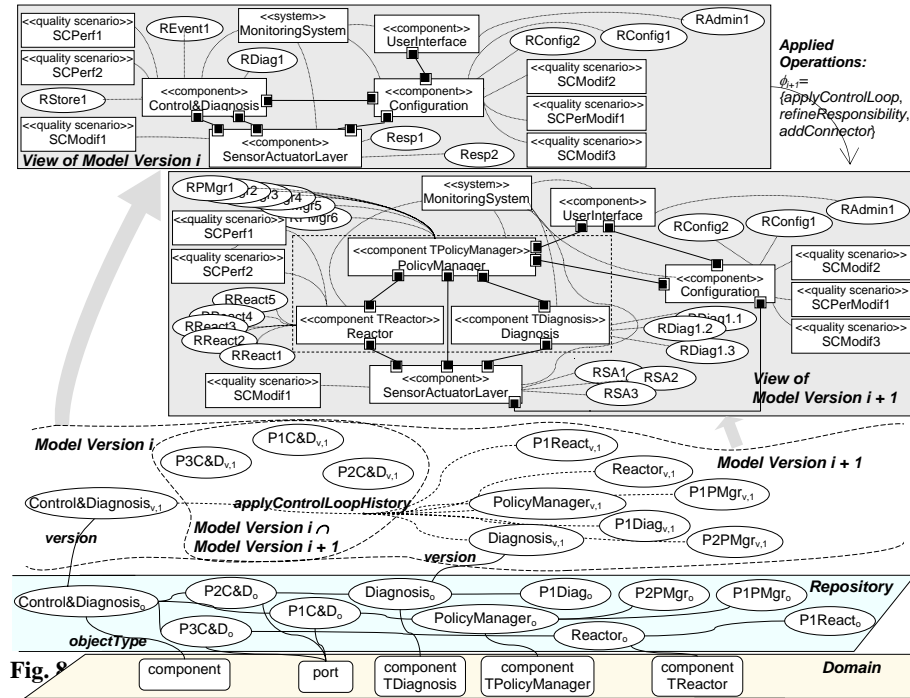 <<quality scenario>>
SCPerf1
REvent1
<<system>>
MonitoringSystem
<<component>>
UserInterface
RConfig2
RConfig1
RAdmin1
SCPerf2
RDiag1
<<quality scenario>>
SCModif2
RStore1
<<component>>
Control&Diagnosis
<<component>>
Configuration
<<quality scenario>>
SCPerModif1
<<quality scenario>>
SCModif1
<<component>>
SensorActuatorLayer
Resp1
Resp2
<<quality scenario>>
SCModif3
View of Model Version i
Applied
Operattions:
ϕi+1=
{applyControlLoop,
refineResponsibility,
addConnector}
RPMgr1
Mgr2
Mgr3
Mgr4
Mgr5
RPMgr6
<<system>>
MonitoringSystem
<<component>>
UserInterface
RConfig2
RConfig1
RAdmin1
<<quality scenario>>
SCPerf1
<<quality scenario>>
SCPerf2
<<component TPolicyManager>>
PolicyManager
<<component>>
Configuration
<<quality scenario>>
SCModif2
<<quality scenario>>
SCPerModif1
<<quality scenario>>
SCModif3
RReact5
RReact4
RReact3
RReact2
RReact1
<<component TReactor>>
Reactor
<<component TDiagnosis>>
Diagnosis
RDiag1.1
RDiag1.2
RDiag1.3
<<quality scenario>>
SCModif1
<<component>>
SensorActuatorLayer
RSA1
RSA2
RSA3
View of
Model Version i + 1
Model Version i
P1C&Dv,1
P3C&Dv,1
P2C&Dv,1
P1Reactv,1
Reactorv,1
Model Version i + 1
Control&Diagnosisv,1
applyControlLoopHistory
PolicyManagerv,1
P1PMgrv,1
Model Version i ∩
Model Version i + 1
P1Diagv,1
Diagnosisv,1
P2PMgrv,1
version
version
Repository
Control&Diagnosiso
P2C&Do
Diagnosiso
P1Diago
P2PMgro
P1PMgro
P1C&Do
PolicyManagero
P1Reacto
P3C&Do
Reactoro
objectType
Fig. 8
component
port
component
TDiagnosis
component
TPolicyManager
component
TReactor
Domain